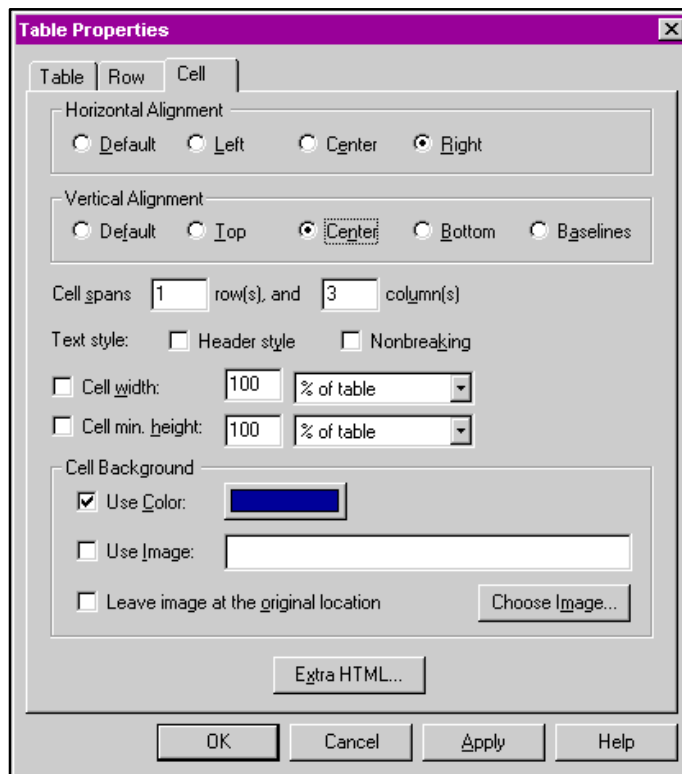 Table Properties
Table Row Cell
Horizontal Alignment
Default Left Center Right
Vertical Alignment
Default Top Center Bottom Baselines
Cell spans 1 row(s), and 3 column(s)
Text style: Header style Nonbreaking
Cell width: 100 % of table
Cell min. height: 100 % of table
Cell Background
Use Color:
Use Image:
Leave image at the original location Choose Image...
Extra HTML...
OK Cancel Apply Help